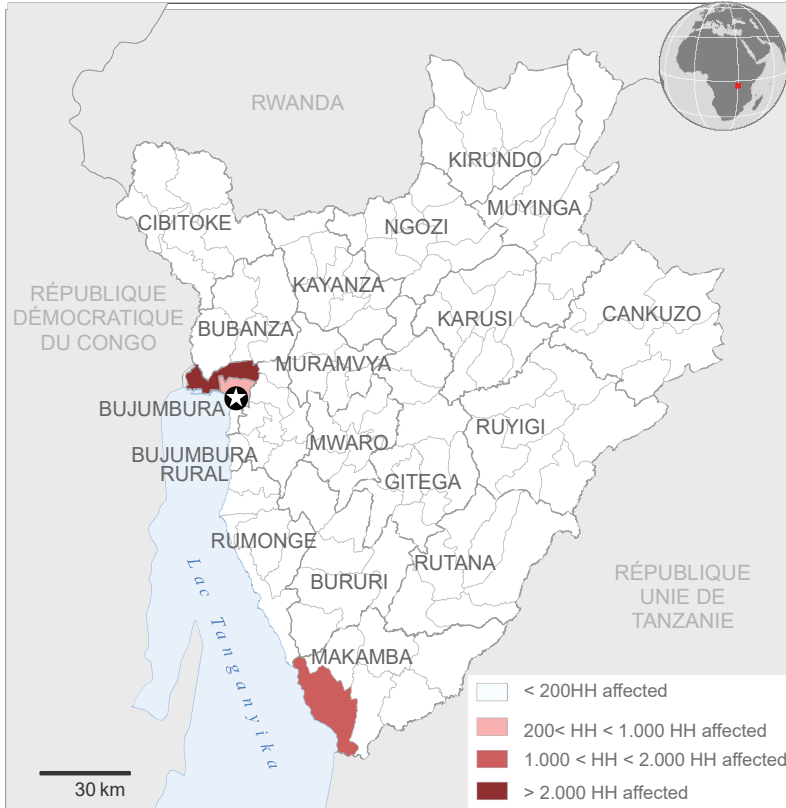 RWANDA
KIRUNDO
MUYINGA
NGOZI
CIBITOKE
KAYANZA
RÉPUBLIQUE
DÉMOCRATIQUE
DU CONGO
KARUSI
CANKUZO
BUBANZA
MURAMVYA
BUJUMBURA
RUYIGI
MWARO
BUJUMBURA
RURAL
GITEGA
RUMONGE
RUTANA
BURURI
RÉPUBLIQUE
UNIE DE
TANZANIE
Lac Tanganyika
MAKAMBA
< 200HH affected
200< HH < 1.000 HH affected
1.000 < HH < 2.000 HH affected
> 2.000 HH affected
30 km